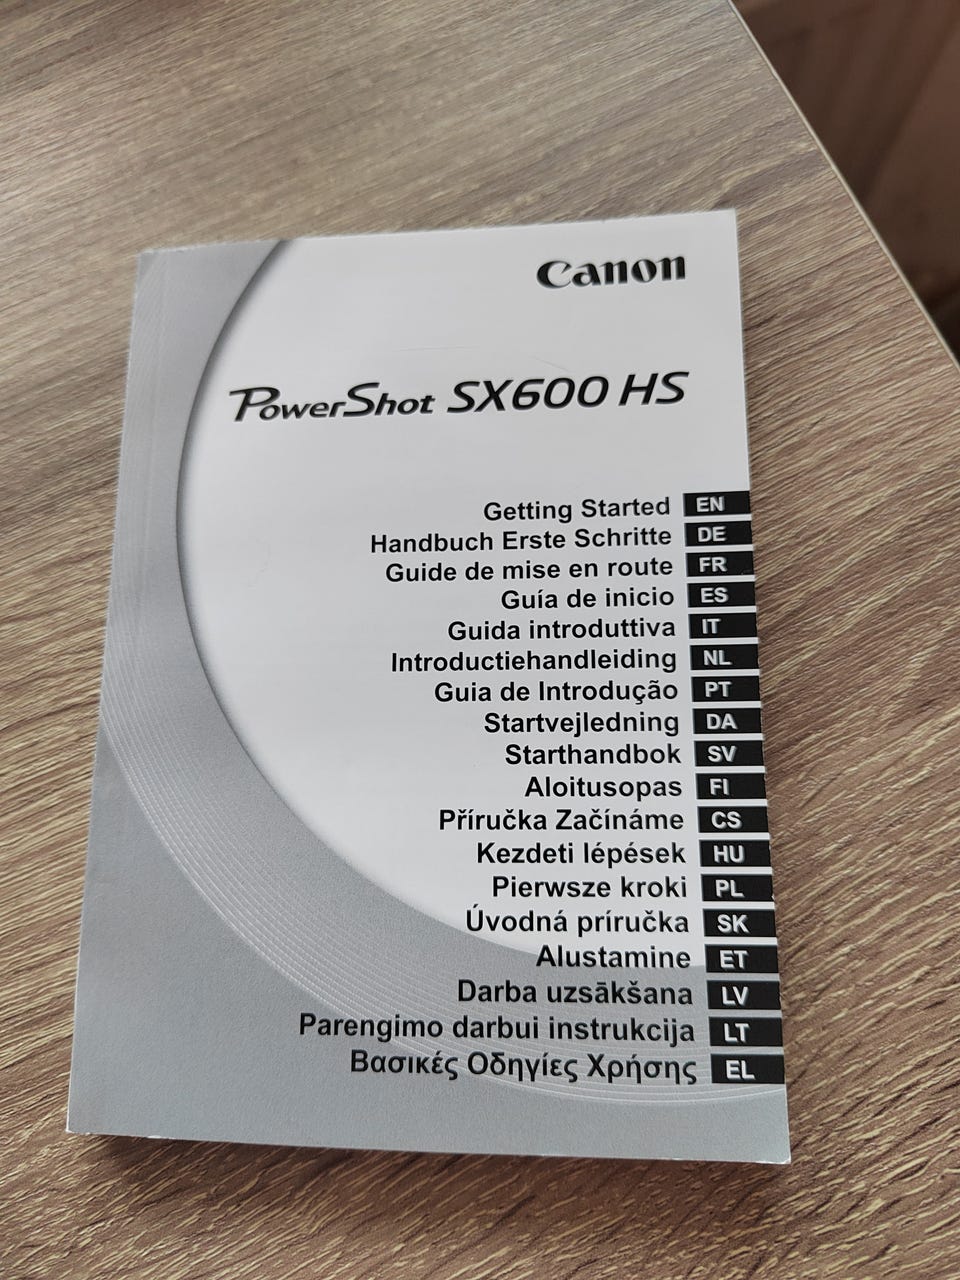 Canon
PowerShot SX600 HS
Getting Started EN
Handbuch Erste Schritte DE
Guide de mise en route FR
Guía de inicio ES
Guida introduttiva IT
Introductiehandleiding NL
Guia de Introdução PT
Startvejledning DA
Starthandbok SV
Aloitusopas FI
Příručka Začínáme CS
Kezdeti lépések HU
Pierwsze kroki PL
Úvodná príručka SK
Alustamine ET
Darba uzsākšana LV
Parengimo darbui instrukcija LT
Βασικές Οδηγίες Χρήσης EL